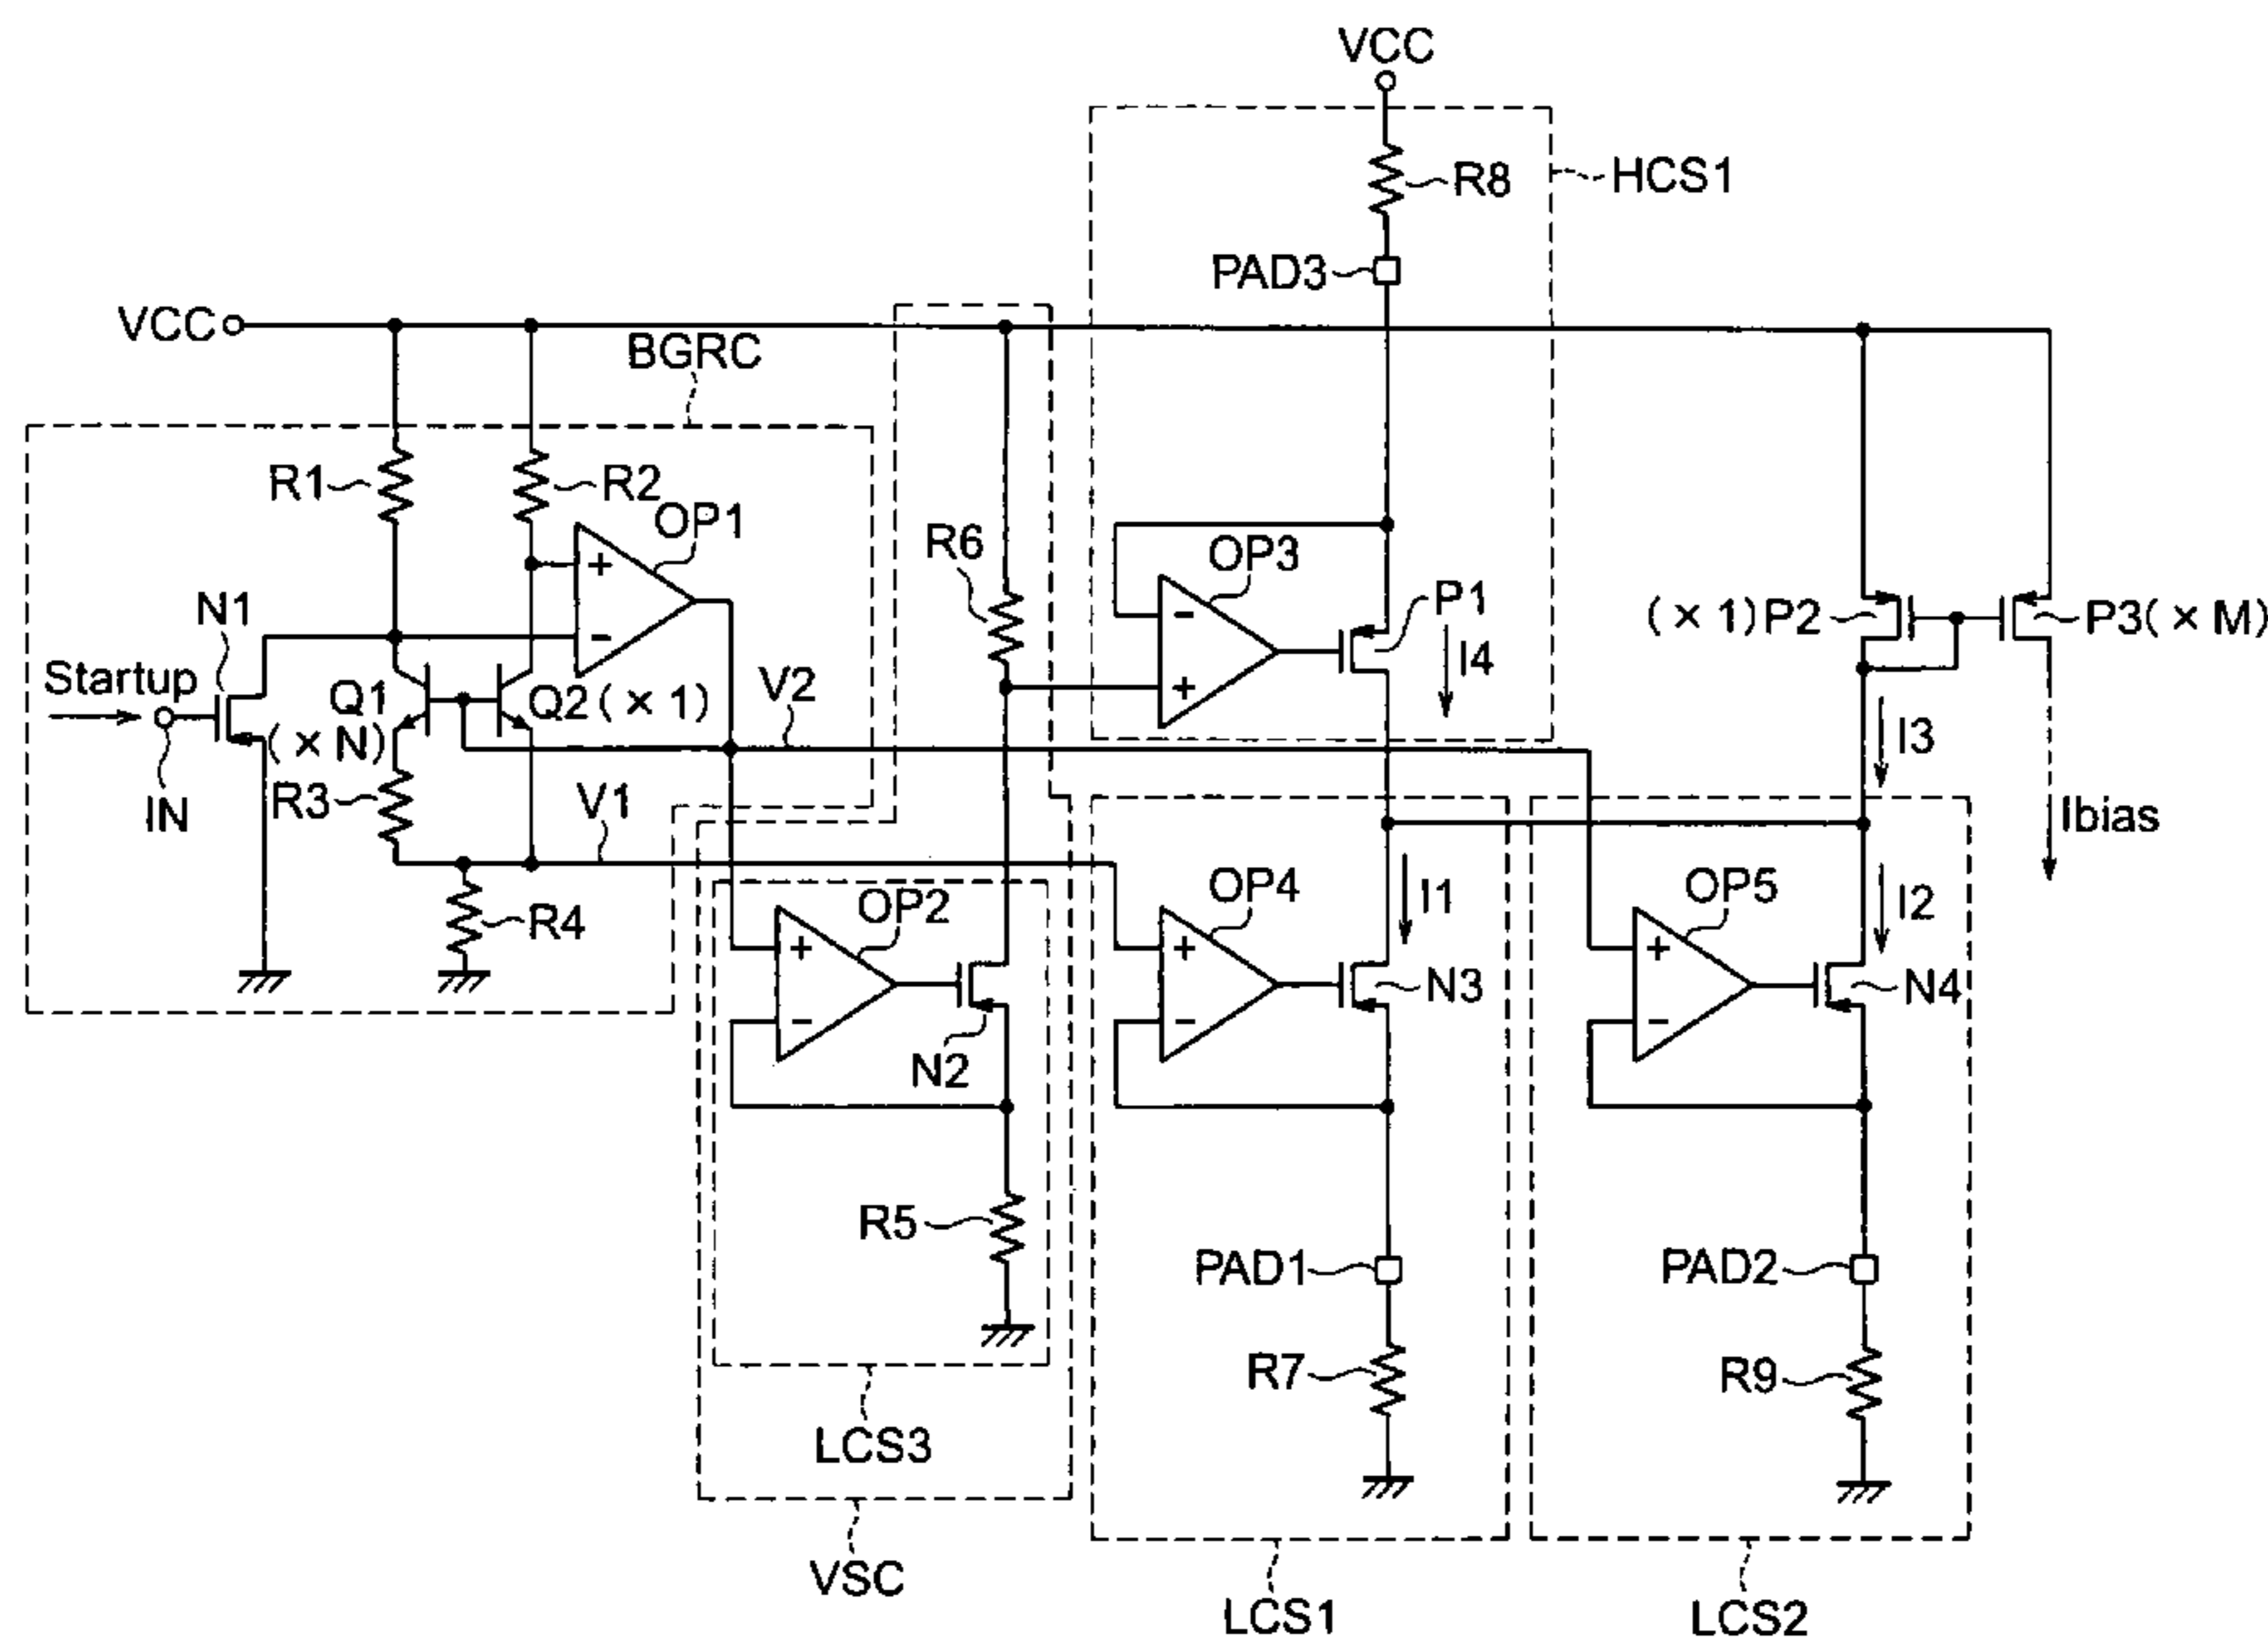 VCC
R8
HCS1
PAD3
VCC
BGRC
R1
R2
OP1
R6
OP3
P1
I4
(×1)P2
P3(×M)
N1
Startup
Q1
(×N)
Q2(×1)
V2
I3
IN
R3
V1
Ibias
R4
OP2
OP4
I1
OP5
I2
N2
N3
N4
R5
PAD1
PAD2
R7
R9
LCS3
VSC
LCS1
LCS2
+
-
+
-
+
-
+
-
+
-